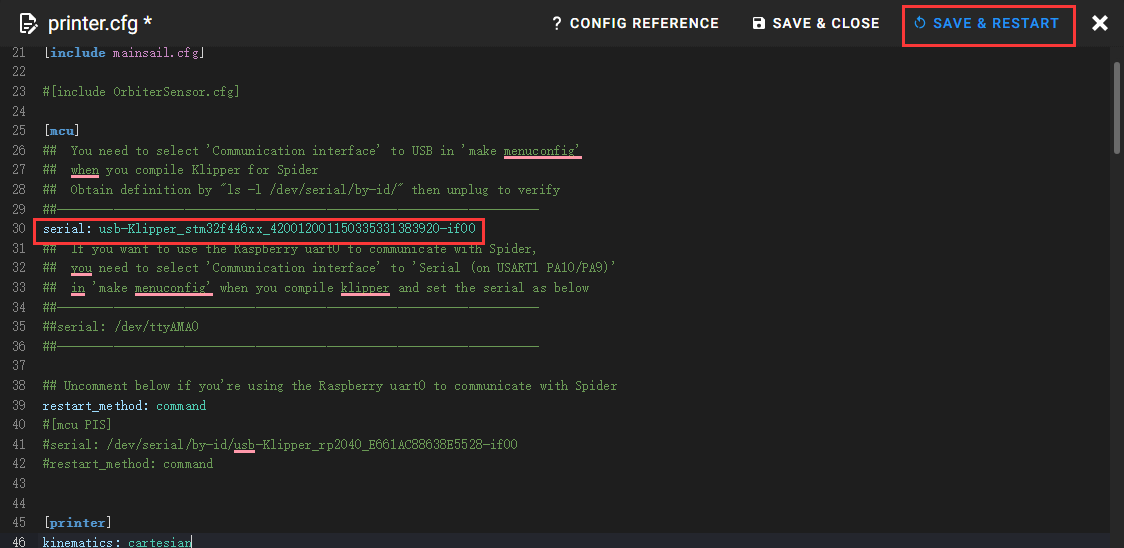 printer.cfg *
? CONFIG REFERENCE
SAVE & CLOSE
SAVE & RESTART
21 [include mainsail.cfg]
22
23 #[include OrbiterSensor.cfg]
24
25 [mcu]
26 ## You need to select 'Communication interface' to USB in 'make menuconfig'
27 ## when you compile Klipper for Spider
28 ## Obtain definition by "ls -l /dev/serial/by-id/" then unplug to verify
29 ##--------------------------------------------------------------------
30 serial: usb-Klipper_stm32f446xx_420012001150335331383920-if00
31 ## If you want to use the Raspberry uart0 to communicate with Spider,
32 ## you need to select 'Communication interface' to 'Serial (on USART1 PA10/PA9)'
33 ## in 'make menuconfig' when you compile klipper and set the serial as below
34 ##--------------------------------------------------------------------
35 ##serial: /dev/ttyAMA0
36 ##--------------------------------------------------------------------
37
38 ## Uncomment below if you're using the Raspberry uart0 to communicate with Spider
39 restart_method: command
40 #[mcu PIS]
41 #serial: /dev/serial/by-id/usb-Klipper_rp2040_E661AC88638E5528-if00
42 #restart_method: command
43
44
45 [printer]
46 kinematics: cartesian